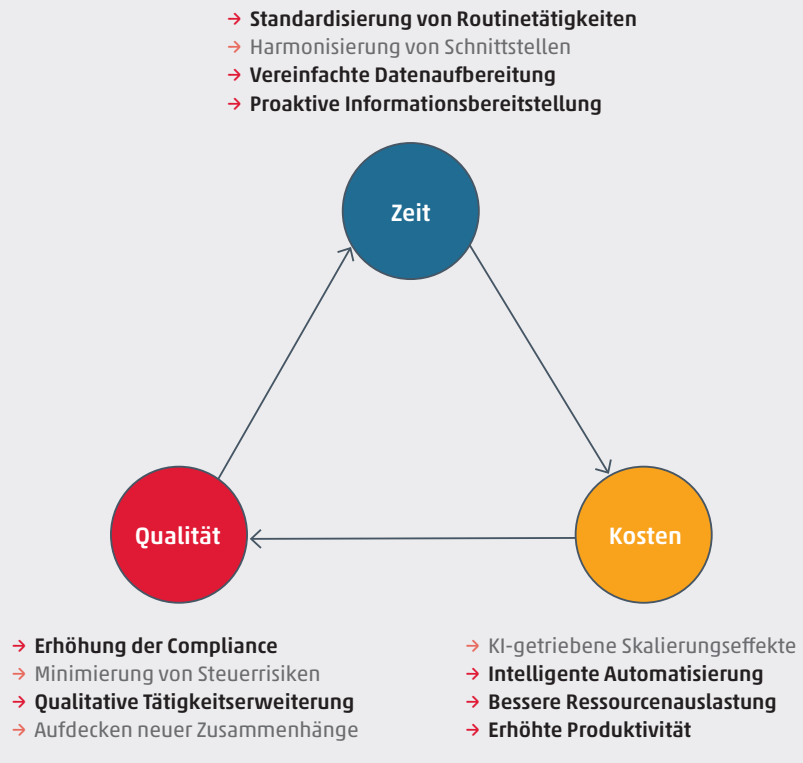 → Standardisierung von Routinetätigkeiten
→ Harmonisierung von Schnittstellen
→ Vereinfachte Datenaufbereitung
→ Proaktive Informationsbereitstellung
Zeit
Qualität
Kosten
→ Erhöhung der Compliance
→ Minimierung von Steuerrisiken
→ Qualitative Tätigkeitserweiterung
→ Aufdecken neuer Zusammenhänge
→ KI-getriebene Skalierungseffekte
→ Intelligente Automatisierung
→ Bessere Ressourcenauslastung
→ Erhöhte Produktivität